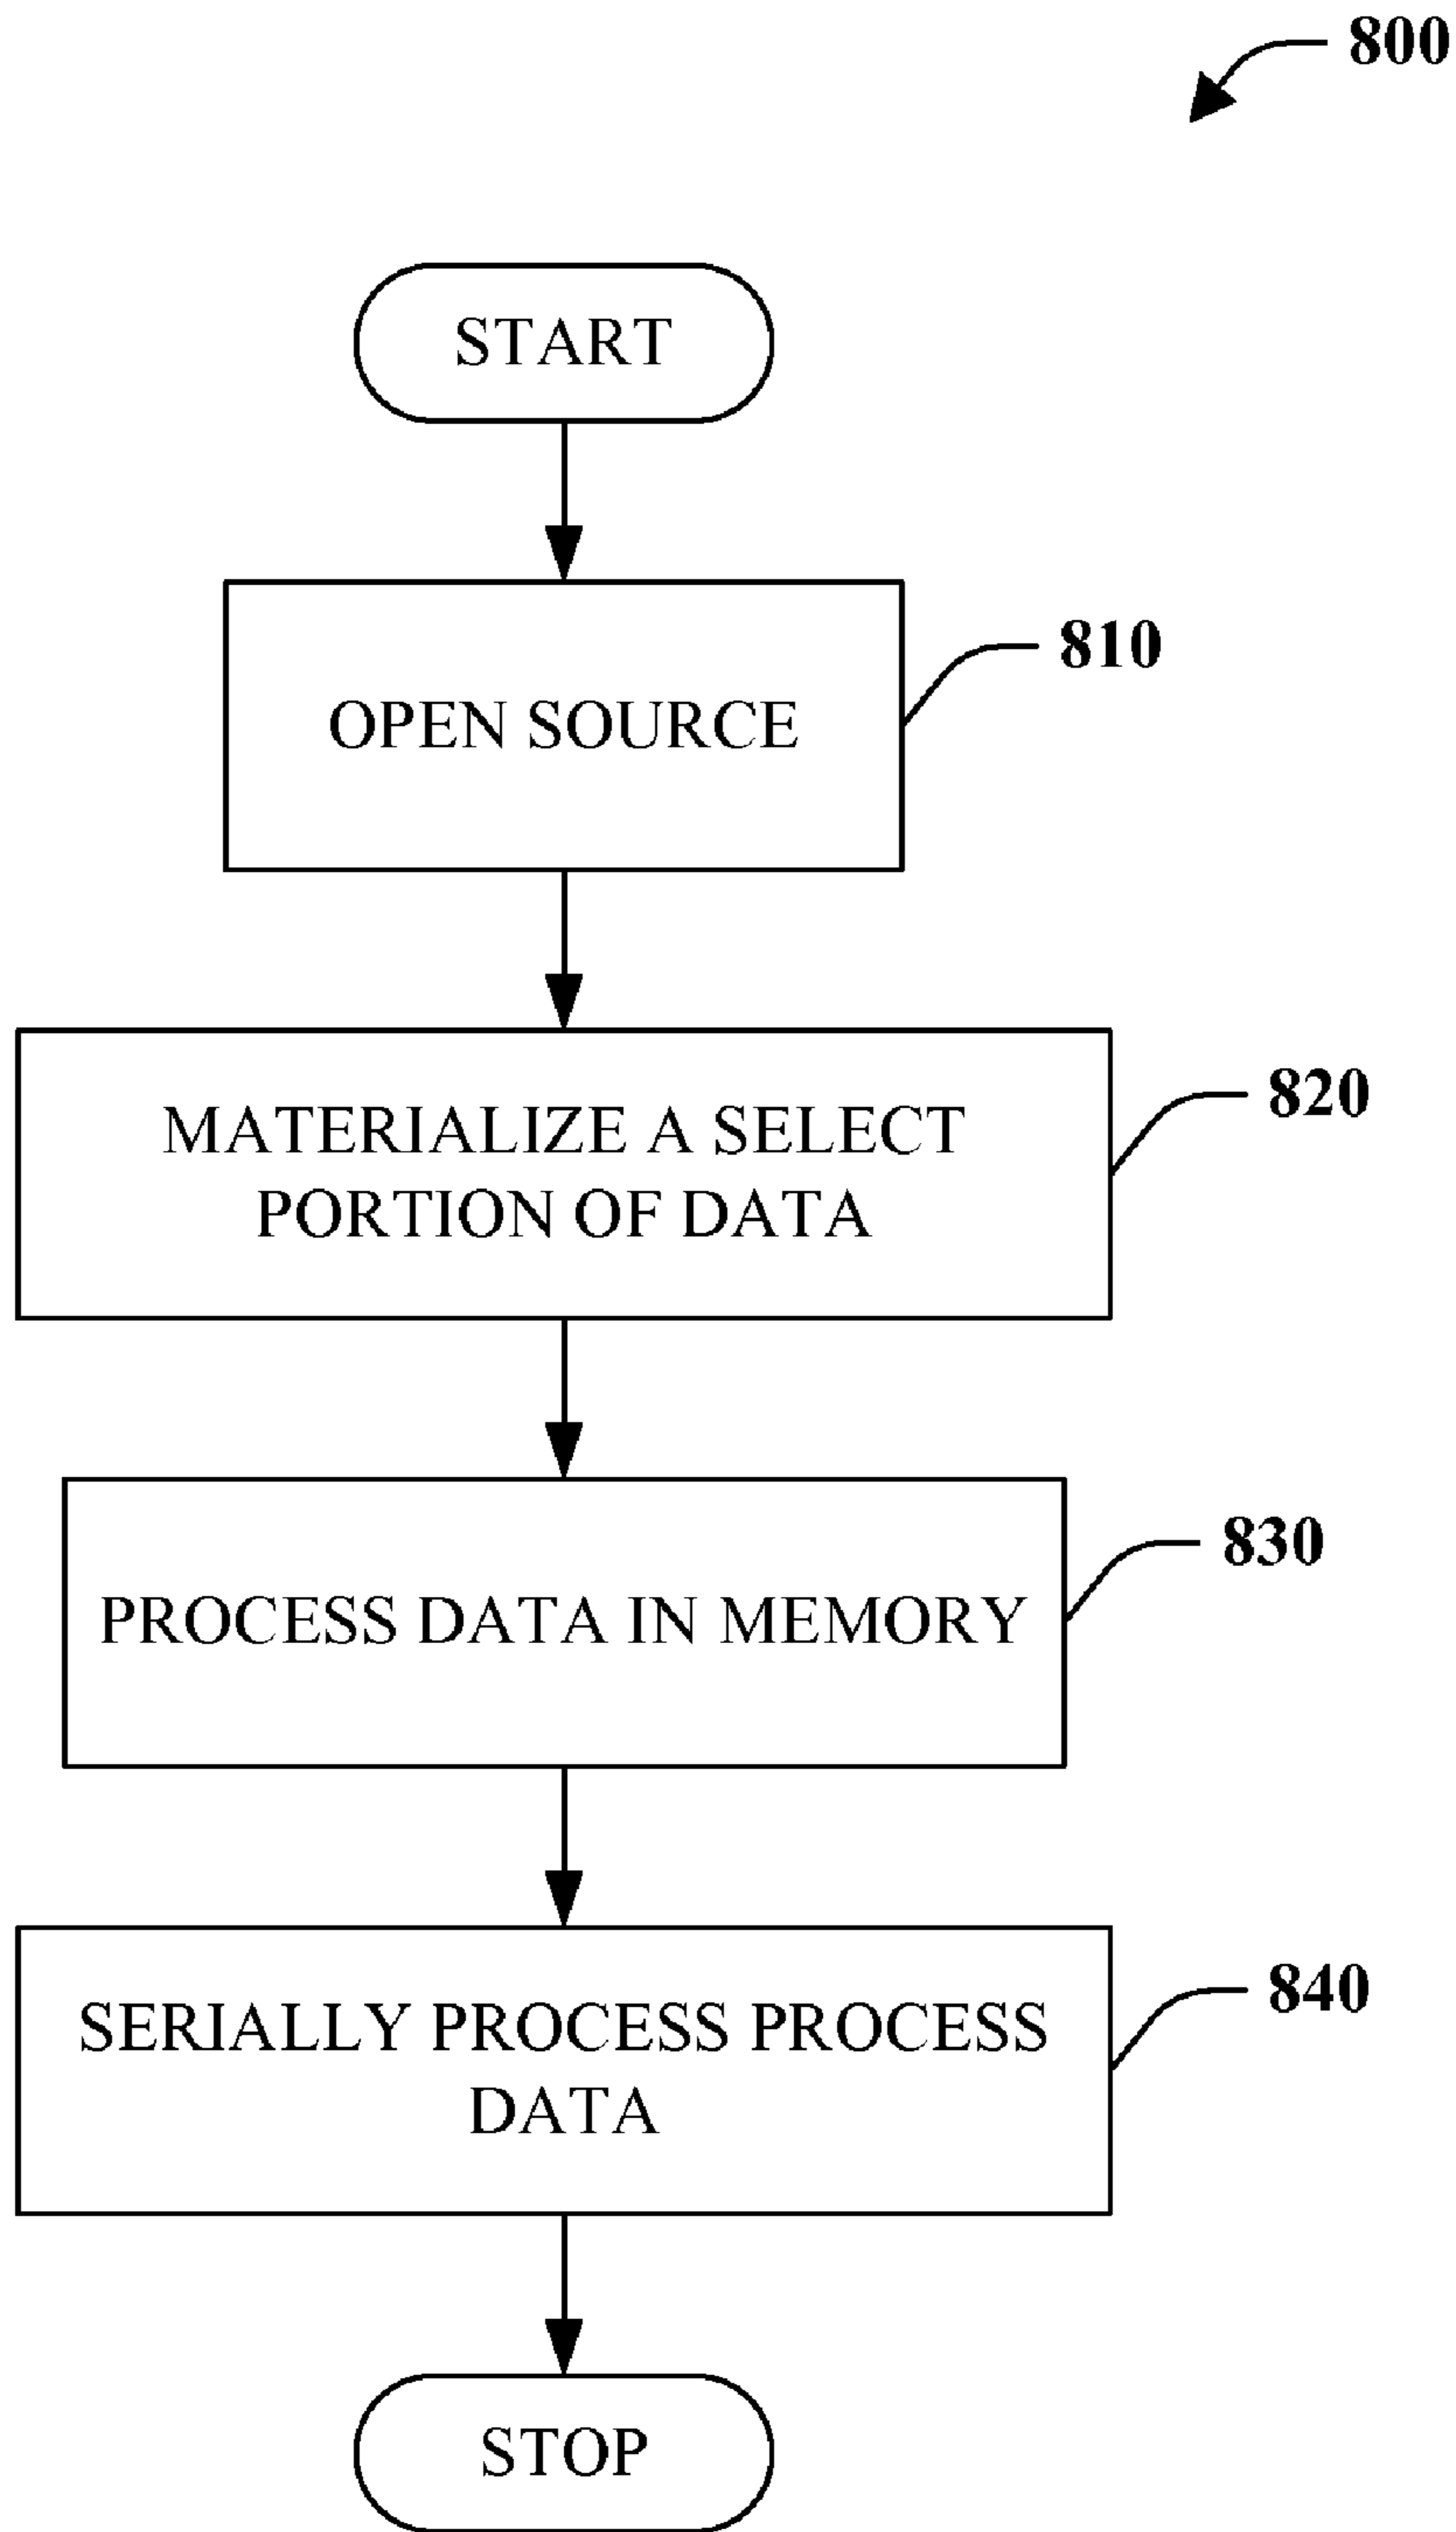 800
START
OPEN SOURCE
810
MATERIALIZE A SELECT
PORTION OF DATA
820
PROCESS DATA IN MEMORY
830
SERIALLY PROCESS PROCESS
DATA
840
STOP